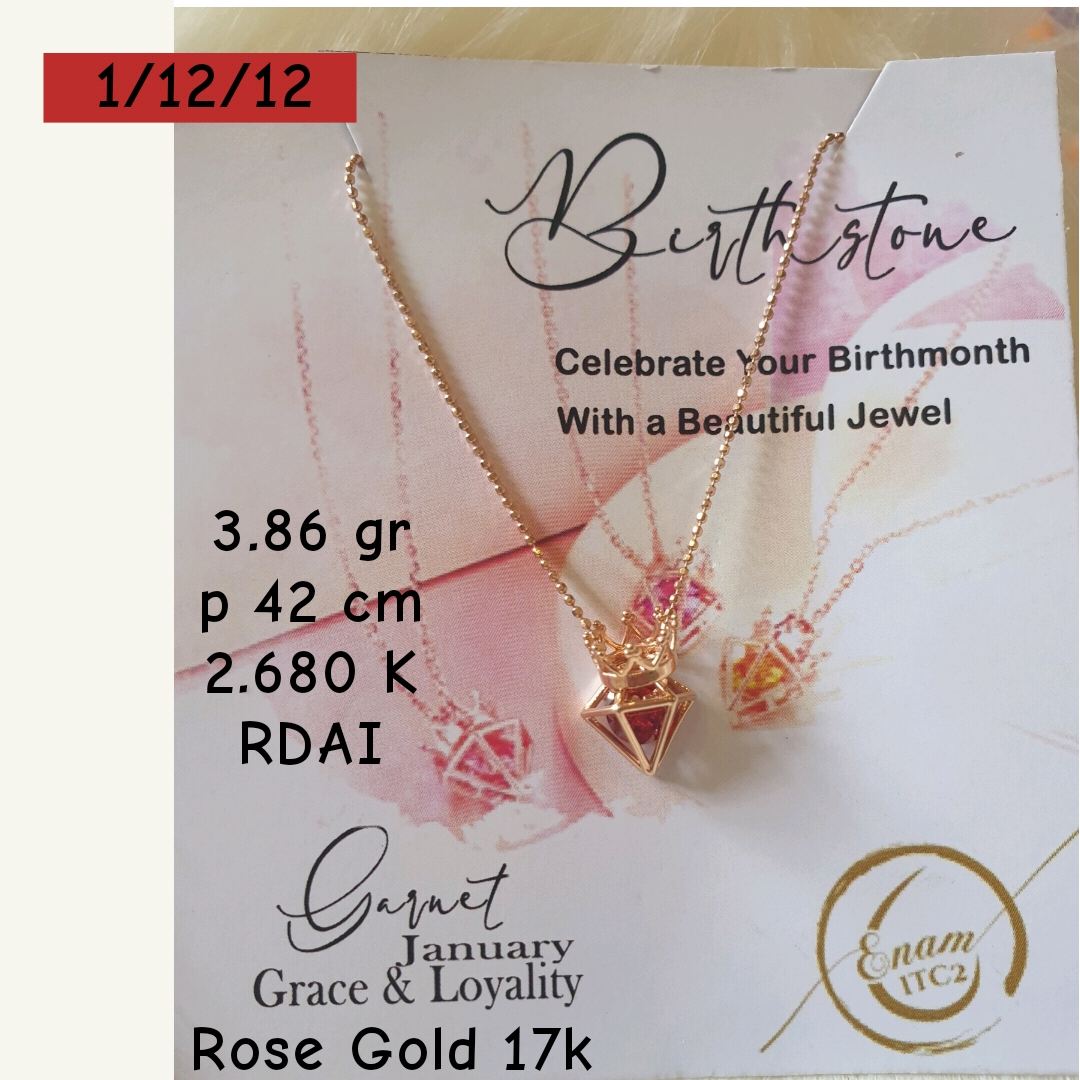 1/12/12
Birthstone
Celebrate Your Birthmonth
With a Beautiful Jewel
3.86 gr
p 42 cm
2.680 K
RDAI
Garnet
January
Grace & Loyality
Enam
ITC2
Rose Gold 17k